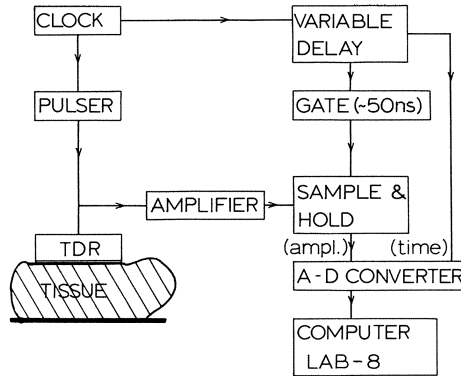 CLOCK
VARIABLE
DELAY
PULSER
GATE (~50ns)
AMPLIFIER
SAMPLE &
HOLD
TDR
(ampl.) (time)
A-D CONVERTER
TISSUE
COMPUTER
LAB-8